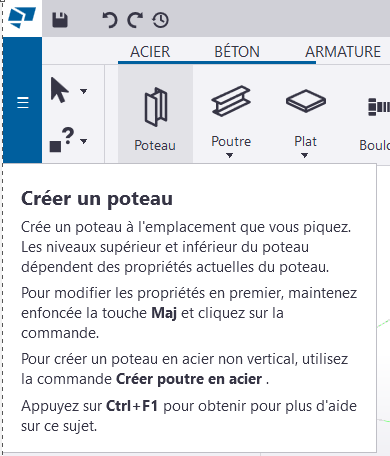 ACIER BÉTON ARMATURE
Poteau Poutre Plat Boulo
Créer un poteau
Crée un poteau à l'emplacement que vous piquez.
Les niveaux supérieur et inférieur du poteau
dépendent des propriétés actuelles du poteau.
Pour modifier les propriétés en premier, maintenez
enfoncée la touche Maj et cliquez sur la
commande.
Pour créer un poteau en acier non vertical, utilisez
la commande Créer poutre en acier .
Appuyez sur Ctrl+F1 pour obtenir pour plus d'aide
sur ce sujet.